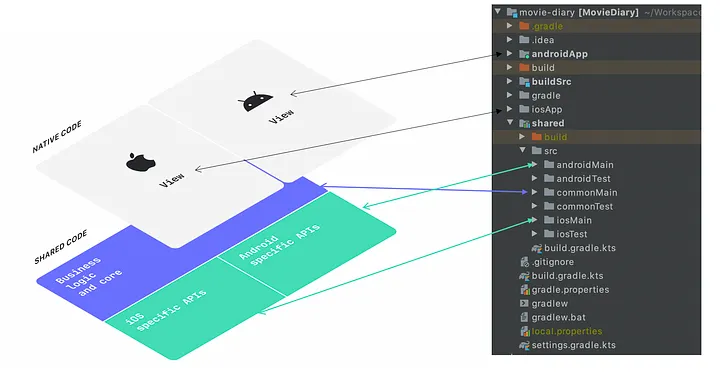 NATIVE CODE
View
View
SHARED CODE
Business
logic
and core
Android
specific APIs
iOS
specific APIs
movie-diary [MovieDiary] ~/Workspac
.gradle
.idea
androidApp
build
buildSrc
gradle
iosApp
shared
build
src
androidMain
androidTest
commonMain
commonTest
iosMain
iosTest
build.gradle.kts
.gitignore
build.gradle.kts
gradle.properties
gradlew
gradlew.bat
local.properties
settings.gradle.kts